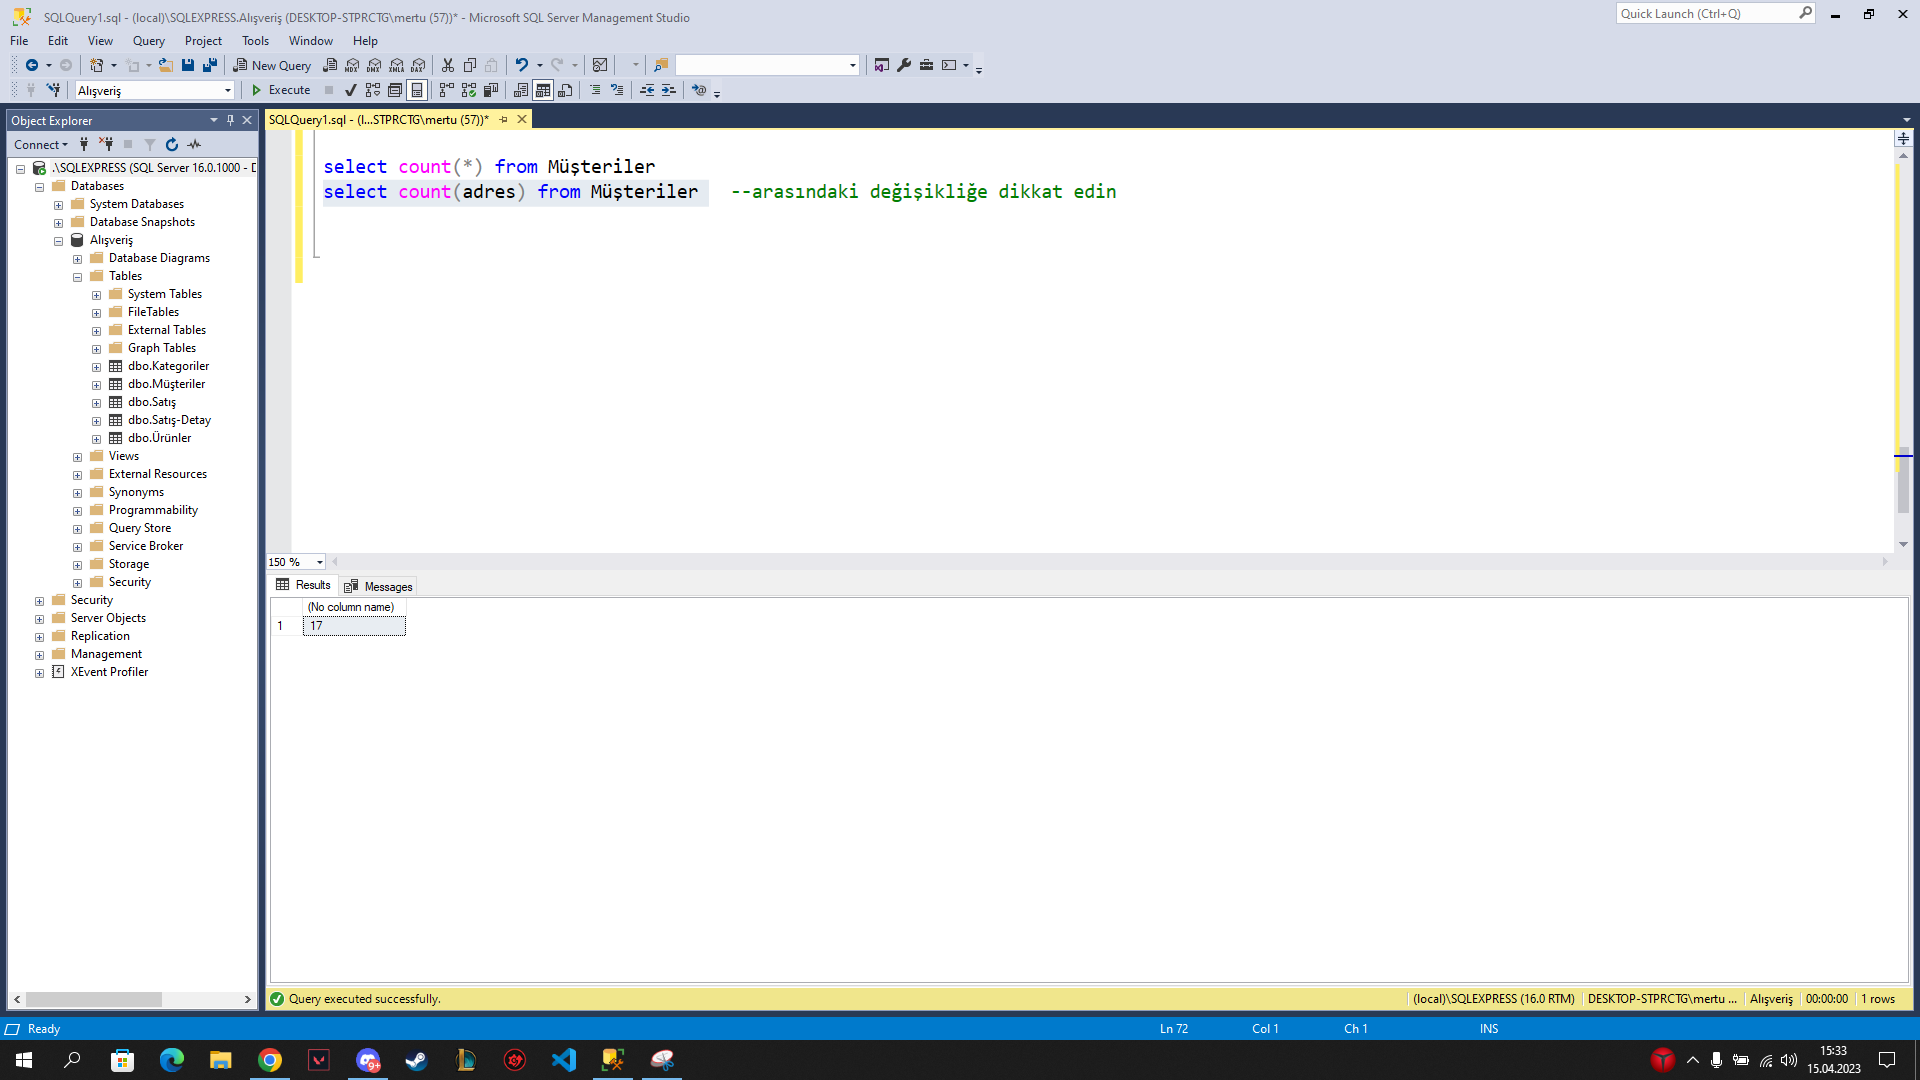 SQLQuery1.sql - (local)\SQLEXPRESS.Alışveriş (DESKTOP-STPRCTG\mertu (57))* - Microsoft SQL Server Management Studio
Quick Launch (Ctrl+Q)
File Edit View Query Project Tools Window Help
New Query
MDX DMX XMLA DAX
Alışveriş
Execute
Object Explorer
SQLQuery1.sql - (l...STPRCTG\mertu (57))*
Connect
.\SQLEXPRESS (SQL Server 16.0.1000 - D
Databases
System Databases
Database Snapshots
Alışveriş
Database Diagrams
Tables
System Tables
FileTables
External Tables
Graph Tables
dbo.Kategoriler
dbo.Müşteriler
dbo.Satış
dbo.Satış-Detay
dbo.Ürünler
Views
External Resources
Synonyms
Programmability
Query Store
Service Broker
Storage
Security
Security
Server Objects
Replication
Management
XEvent Profiler
select count(*) from Müşteriler
select count(adres) from Müşteriler --arasındaki değişikliğe dikkat edin
150 %
Results Messages
(No column name)
1 17
Query executed successfully.
(local)\SQLEXPRESS (16.0 RTM) DESKTOP-STPRCTG\mertu ... Alışveriş 00:00:00 1 rows
Ready
Ln 72 Col 1 Ch 1 INS
9+
15:33
15.04.2023